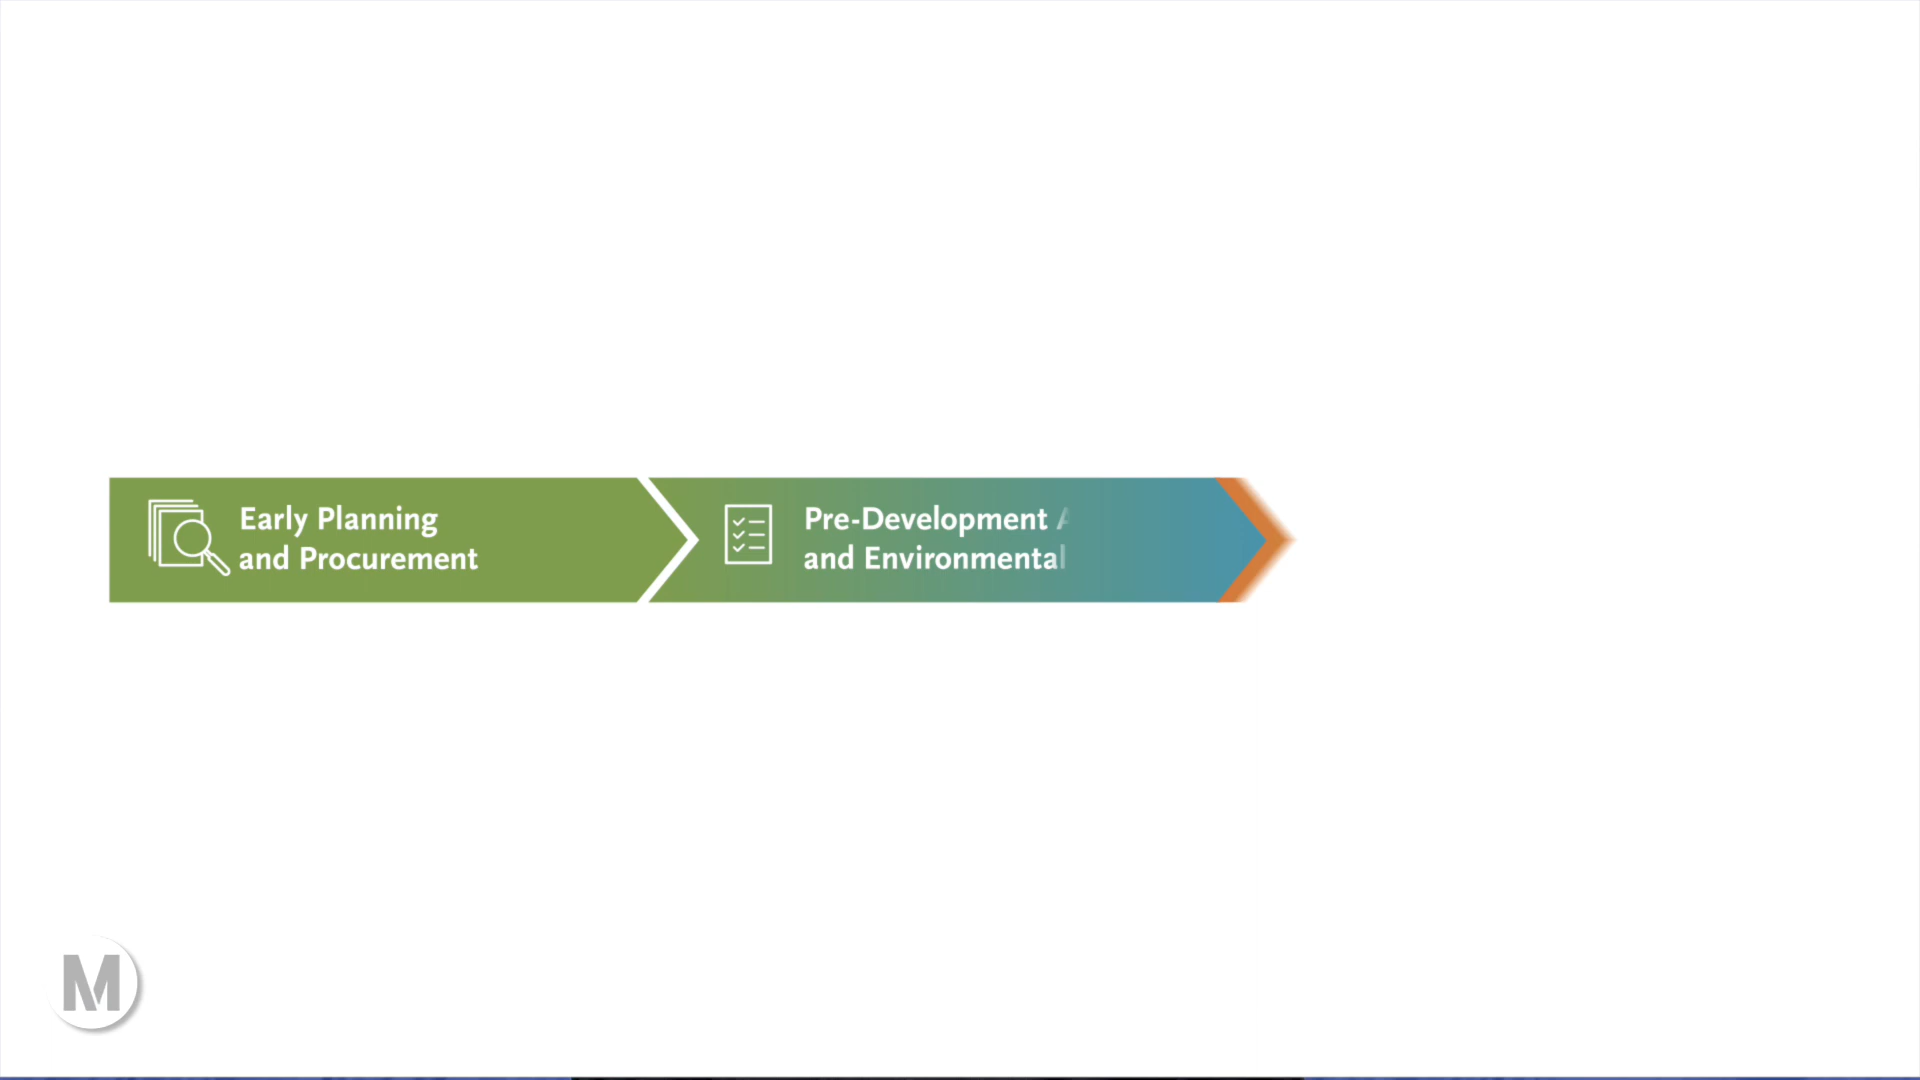 Early Planning
and Procurement
Pre-Development
and Environmental
M